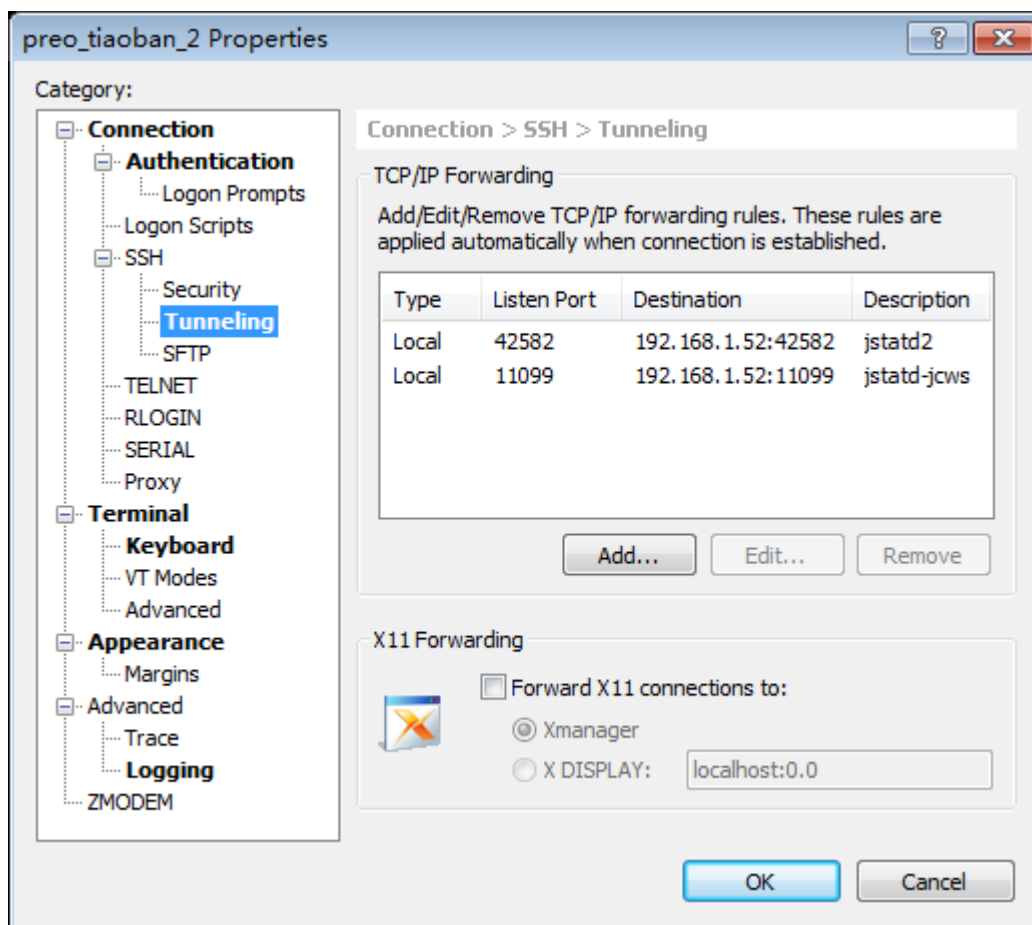 preo_tiaoban_2 Properties
Category:
Connection
Authentication
Logon Prompts
Logon Scripts
SSH
Security
Tunneling
SFTP
TELNET
RLOGIN
SERIAL
Proxy
Terminal
Keyboard
VT Modes
Advanced
Appearance
Margins
Advanced
Trace
Logging
ZMODEM
Connection > SSH > Tunneling
TCP/IP Forwarding
Add/Edit/Remove TCP/IP forwarding rules. These rules are
applied automatically when connection is established.
Type Listen Port Destination Description
Local 42582 192.168.1.52:42582 jstatd2
Local 11099 192.168.1.52:11099 jstatd-jcws
Add... Edit... Remove
X11 Forwarding
Forward X11 connections to:
Xmanager
X DISPLAY: localhost:0.0
OK Cancel